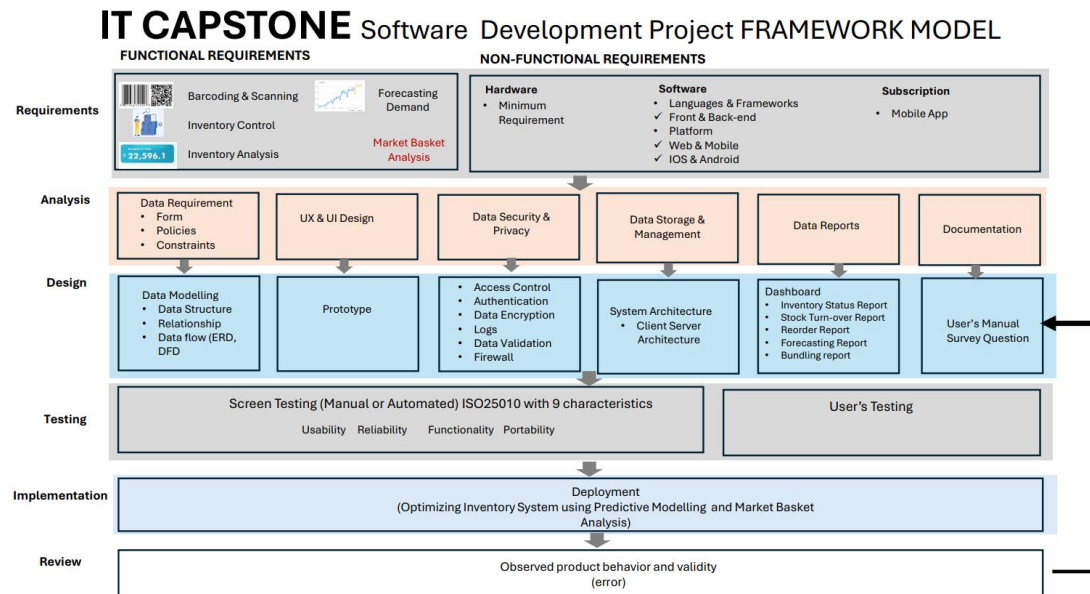 IT CAPSTONE Software Development Project FRAMEWORK MODEL
FUNCTIONAL REQUIREMENTS
NON-FUNCTIONAL REQUIREMENTS
Requirements
Barcoding & Scanning
Inventory Control
Inventory Analysis
22,596.1
Forecasting
Demand
Market Basket
Analysis
Hardware
• Minimum
Requirement
Software
• Languages & Frameworks
✓ Front & Back-end
• Platform
✓ Web & Mobile
✓ IOS & Android
Subscription
• Mobile App
Analysis
Data Requirement
• Form
• Policies
• Constraints
UX & UI Design
Data Security &
Privacy
Data Storage &
Management
Data Reports
Documentation
Design
Data Modelling
• Data Structure
• Relationship
• Data flow (ERD,
DFD
Prototype
• Access Control
• Authentication
• Data Encryption
• Logs
• Data Validation
• Firewall
System Architecture
• Client Server
Architecture
Dashboard
• Inventory Status Report
• Stock Turn-over Report
• Reorder Report
• Forecasting Report
• Bundling report
User's Manual
Survey Question
Testing
Screen Testing (Manual or Automated) ISO25010 with 9 characteristics
Usability Reliability Functionality Portability
User's Testing
Implementation
Deployment
(Optimizing Inventory System using Predictive Modelling and Market Basket
Analysis)
Review
Observed product behavior and validity
(error)